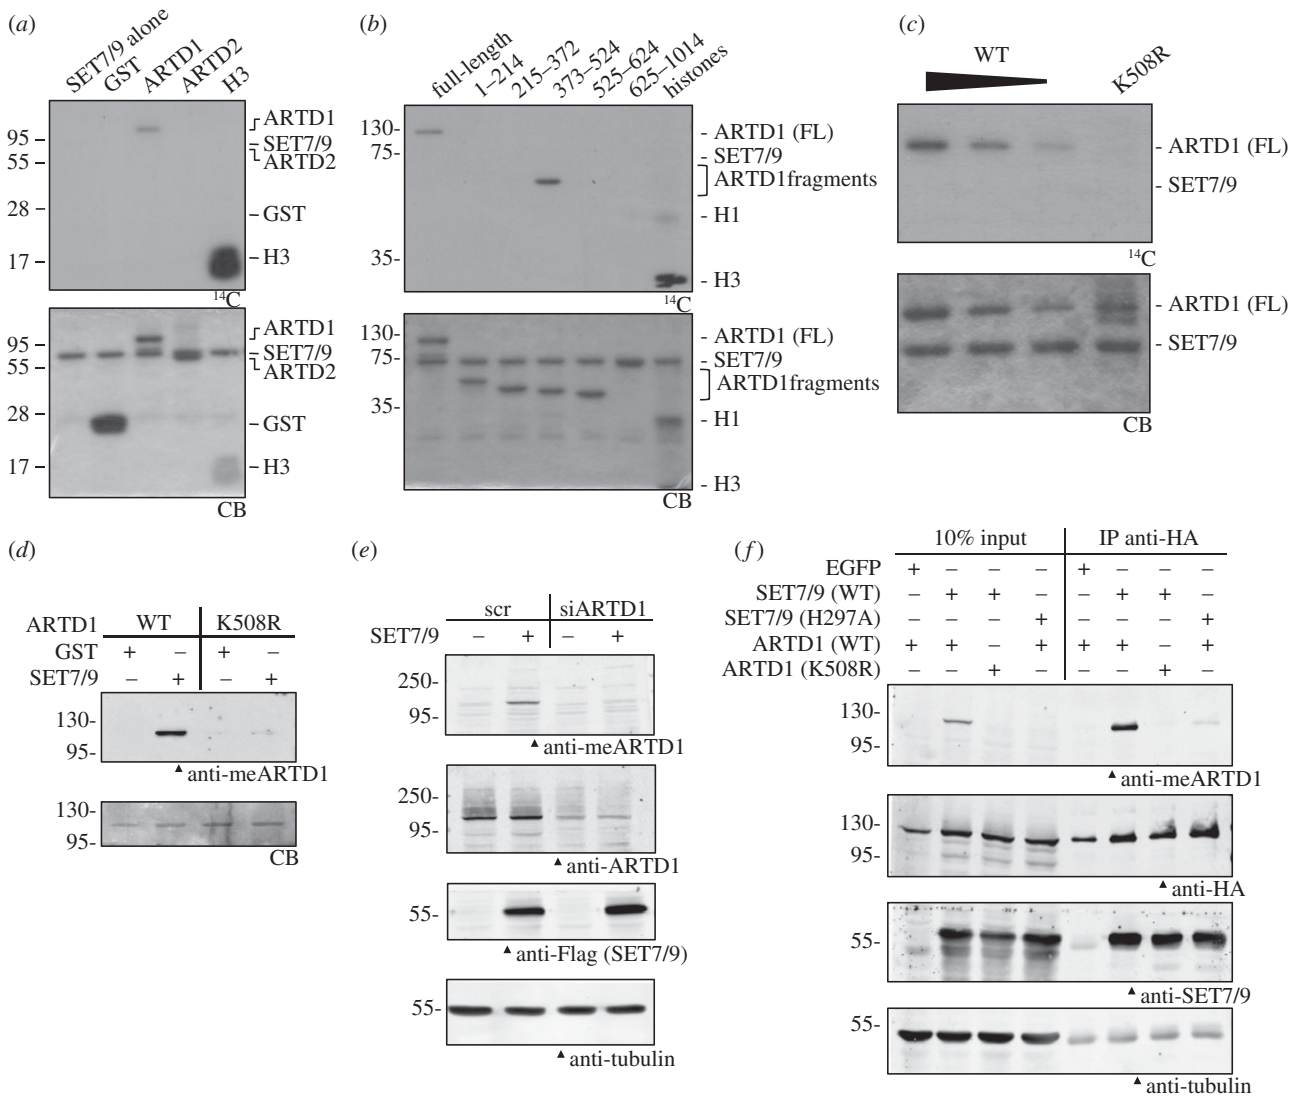 (a)
SET7/9 alone
GST
ARTD1
ARTD2
H3
95
55
28
17
ARTD1
SET7/9
ARTD2
GST
H3
14C
95
55
28
17
ARTD1
SET7/9
ARTD2
GST
H3
CB
(b)
full-length
1–214
215–372
373–524
525–624
625–1014
histones
130-
75-
35-
ARTD1 (FL)
SET7/9
ARTD1fragments
H1
H3
14C
130-
75-
35-
ARTD1 (FL)
SET7/9
ARTD1fragments
H1
H3
CB
(c)
WT
K508R
ARTD1 (FL)
SET7/9
14C
ARTD1 (FL)
SET7/9
CB
(d)
ARTD1 WT K508R
GST + – + –
SET7/9 – + – +
130-
95-
▲ anti-meARTD1
130-
95-
CB
(e)
scr siARTD1
SET7/9 – + – +
250-
95-
▲ anti-meARTD1
250-
95-
▲ anti-ARTD1
55-
▲ anti-Flag (SET7/9)
55-
▲ anti-tubulin
(f)
10% input IP anti-HA
EGFP + – – – + – – –
SET7/9 (WT) – + + – – + + –
SET7/9 (H297A) – – – + – – – +
ARTD1 (WT) + + – + + + – +
ARTD1 (K508R) – – + – – – + –
130-
95-
▲ anti-meARTD1
130-
95-
▲ anti-HA
55-
▲ anti-SET7/9
55-
▲ anti-tubulin